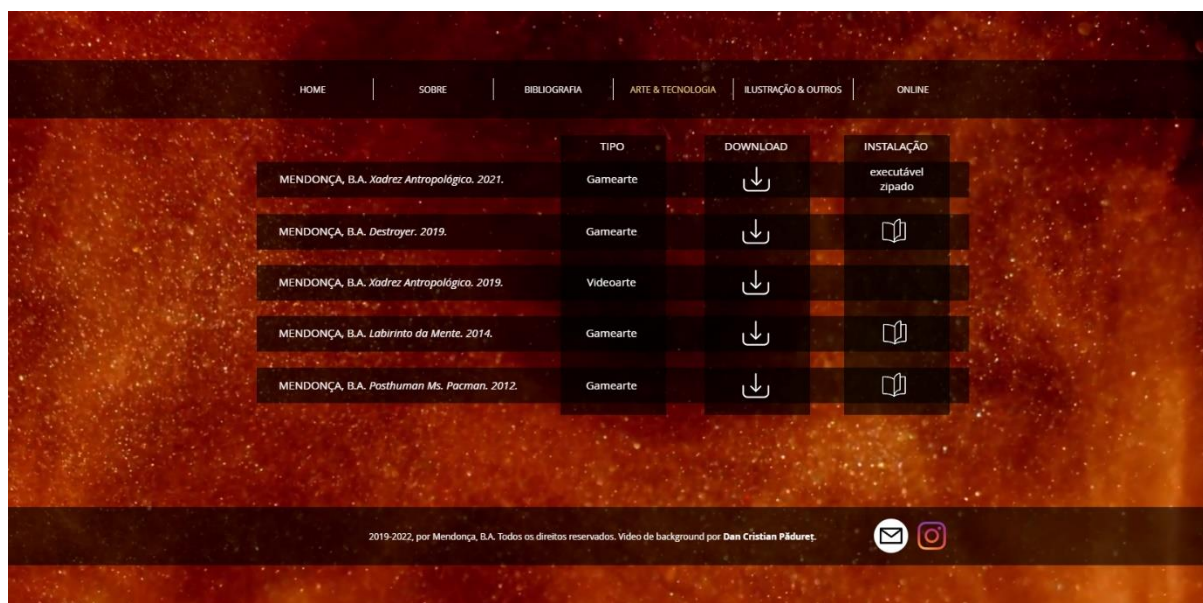 HOME SOBRE BIBLIOGRAFIA ARTE & TECNOLOGIA ILUSTRAÇÃO & OUTROS ONLINE
TIPO DOWNLOAD INSTALAÇÃO
MENDONÇA, B.A. Xadrez Antropológico. 2021. Gamearte executável
zipado
MENDONÇA, B.A. Destroyer. 2019. Gamearte
MENDONÇA, B.A. Xadrez Antropológico. 2019. Videoarte
MENDONÇA, B.A. Labirinto da Mente. 2014. Gamearte
MENDONÇA, B.A. Posthuman Ms. Pacman. 2012. Gamearte
2019-2022, por Mendonça, B.A. Todos os direitos reservados. Video de background por Dan Cristian Pădureț.